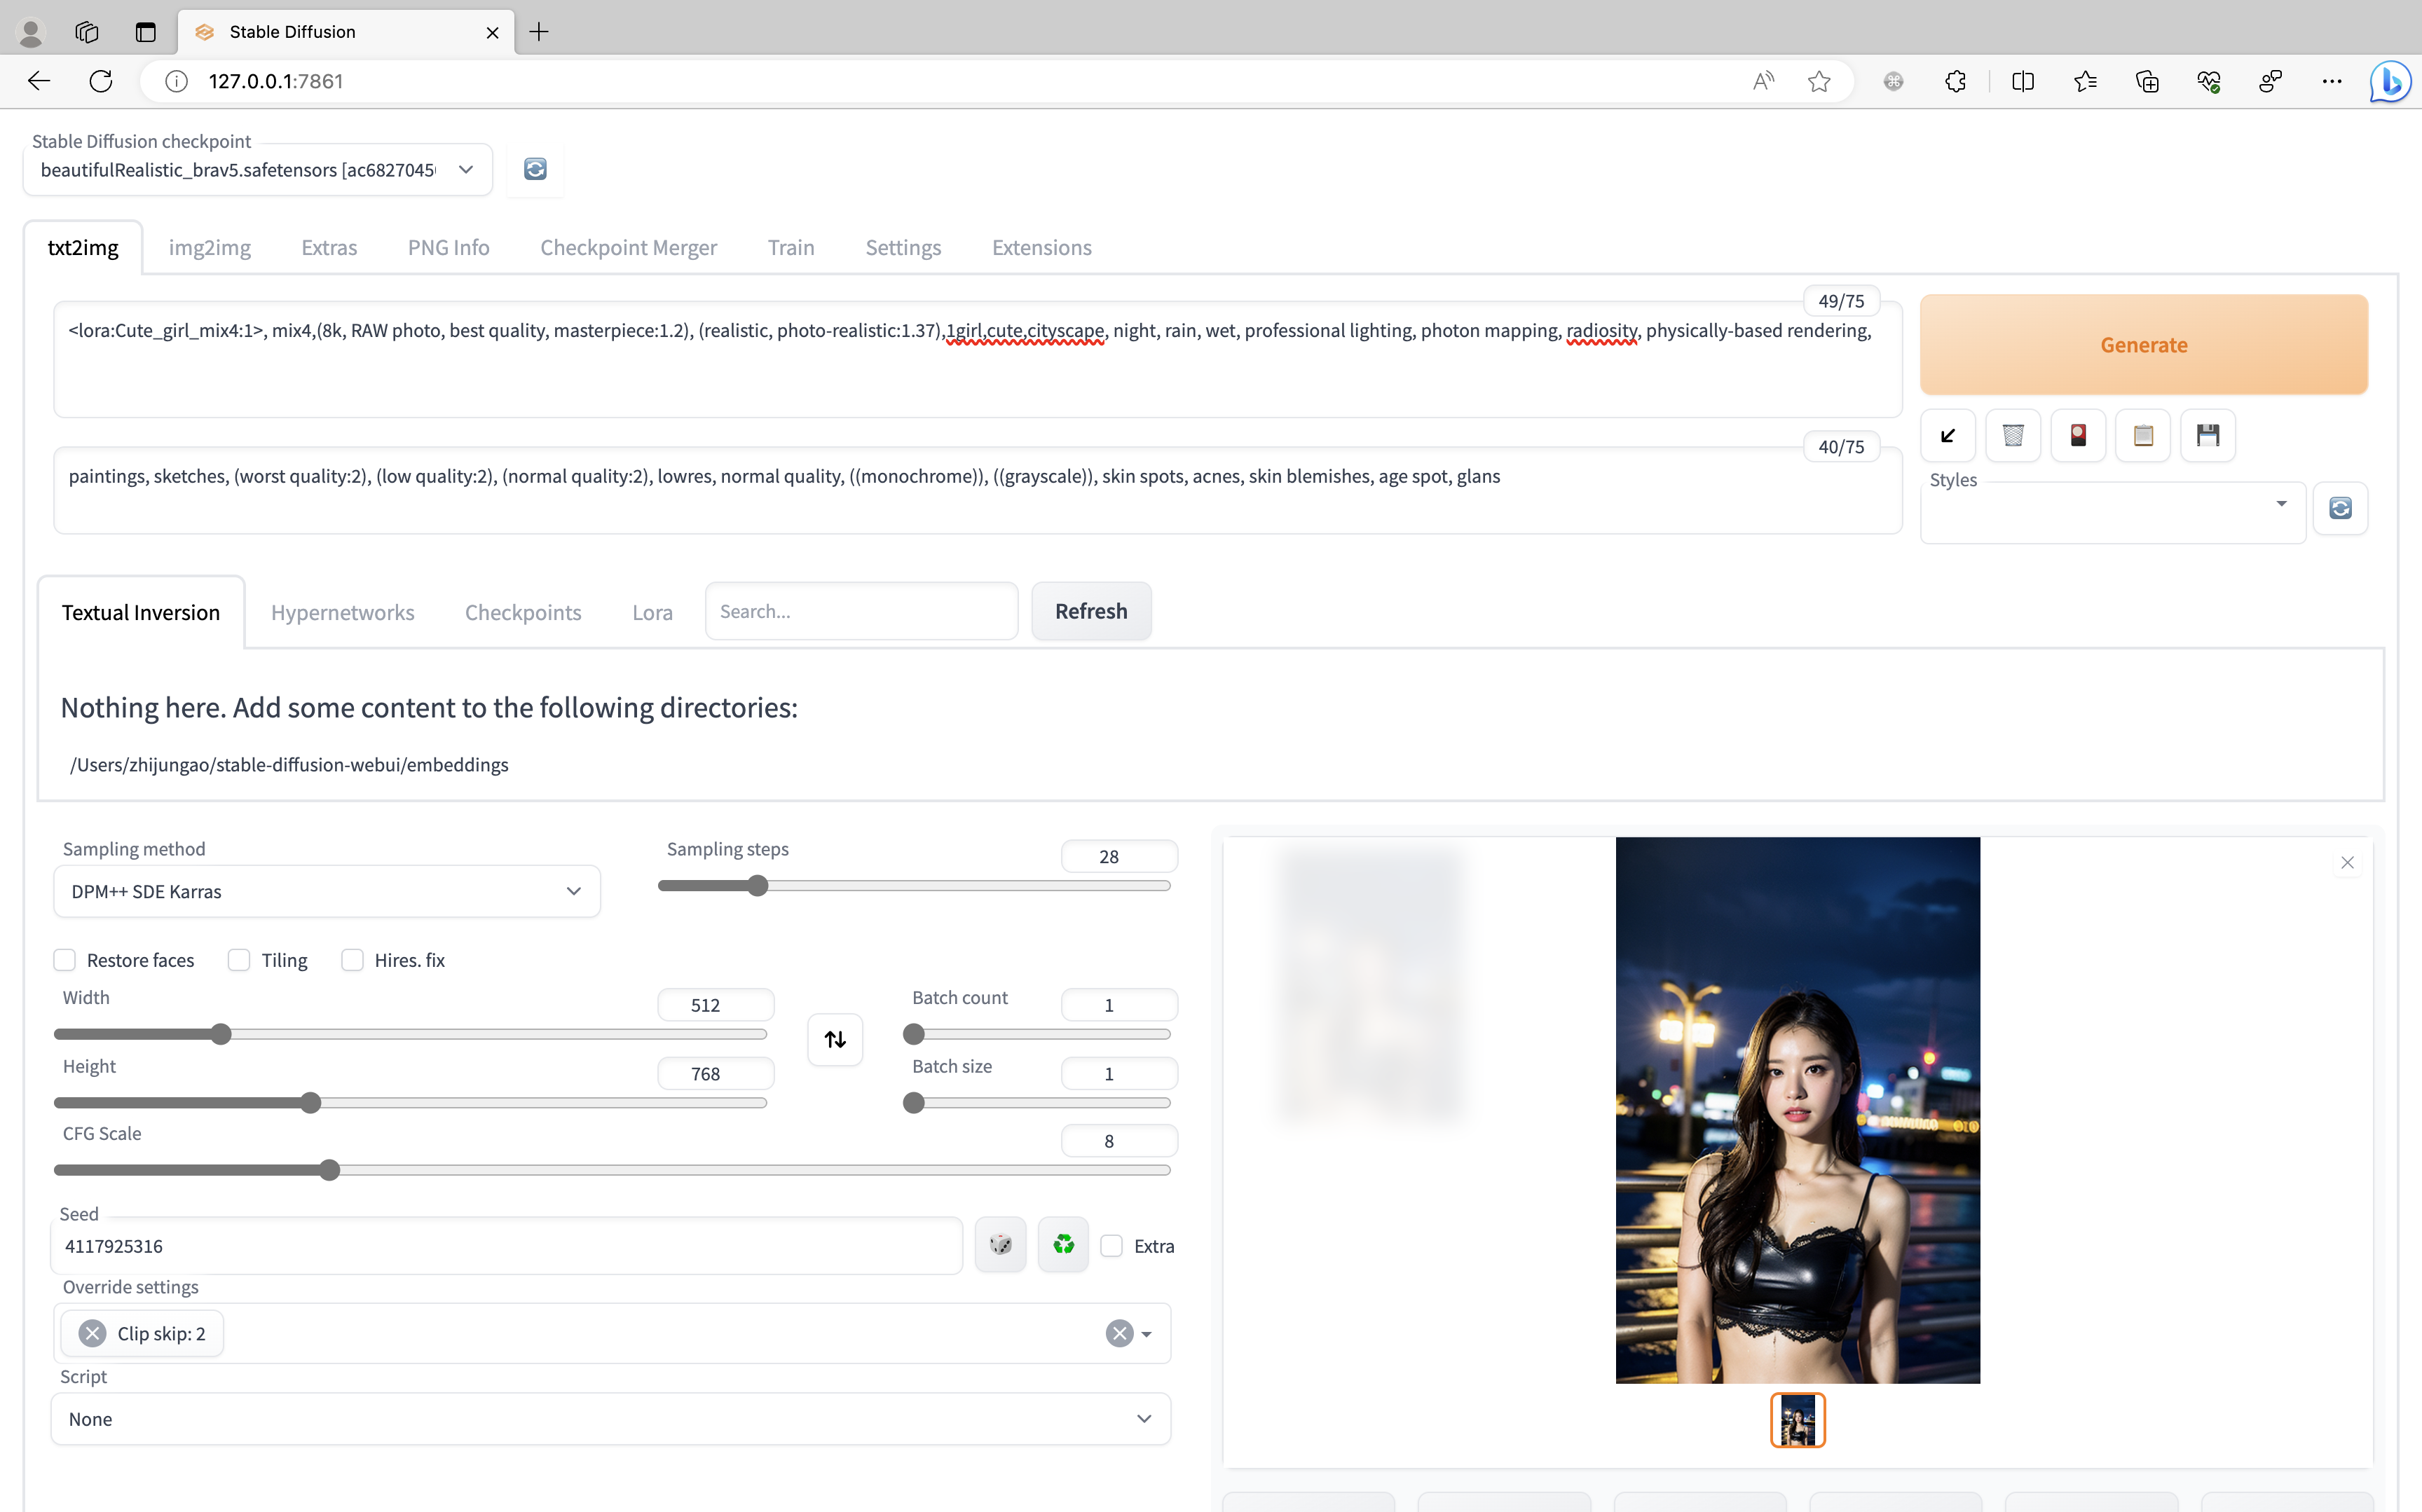 Stable Diffusion
127.0.0.1:7861
Stable Diffusion checkpoint
beautifulRealistic_brav5.safetensors [ac6827045
txt2img img2img Extras PNG Info Checkpoint Merger Train Settings Extensions
49/75
<lora:Cute_girl_mix4:1>, mix4,(8k, RAW photo, best quality, masterpiece:1.2), (realistic, photo-realistic:1.37),1girl,cute,cityscape, night, rain, wet, professional lighting, photon mapping, radiosity, physically-based rendering,
Generate
40/75
paintings, sketches, (worst quality:2), (low quality:2), (normal quality:2), lowres, normal quality, ((monochrome)), ((grayscale)), skin spots, acnes, skin blemishes, age spot, glans
Styles
Textual Inversion Hypernetworks Checkpoints Lora Search... Refresh
Nothing here. Add some content to the following directories:
/Users/zhijungao/stable-diffusion-webui/embeddings
Sampling method
DPM++ SDE Karras
Sampling steps
28
Restore faces Tiling Hires. fix
Width
512
Height
768
Batch count
1
Batch size
1
CFG Scale
8
Seed
4117925316
Extra
Override settings
Clip skip: 2
Script
None